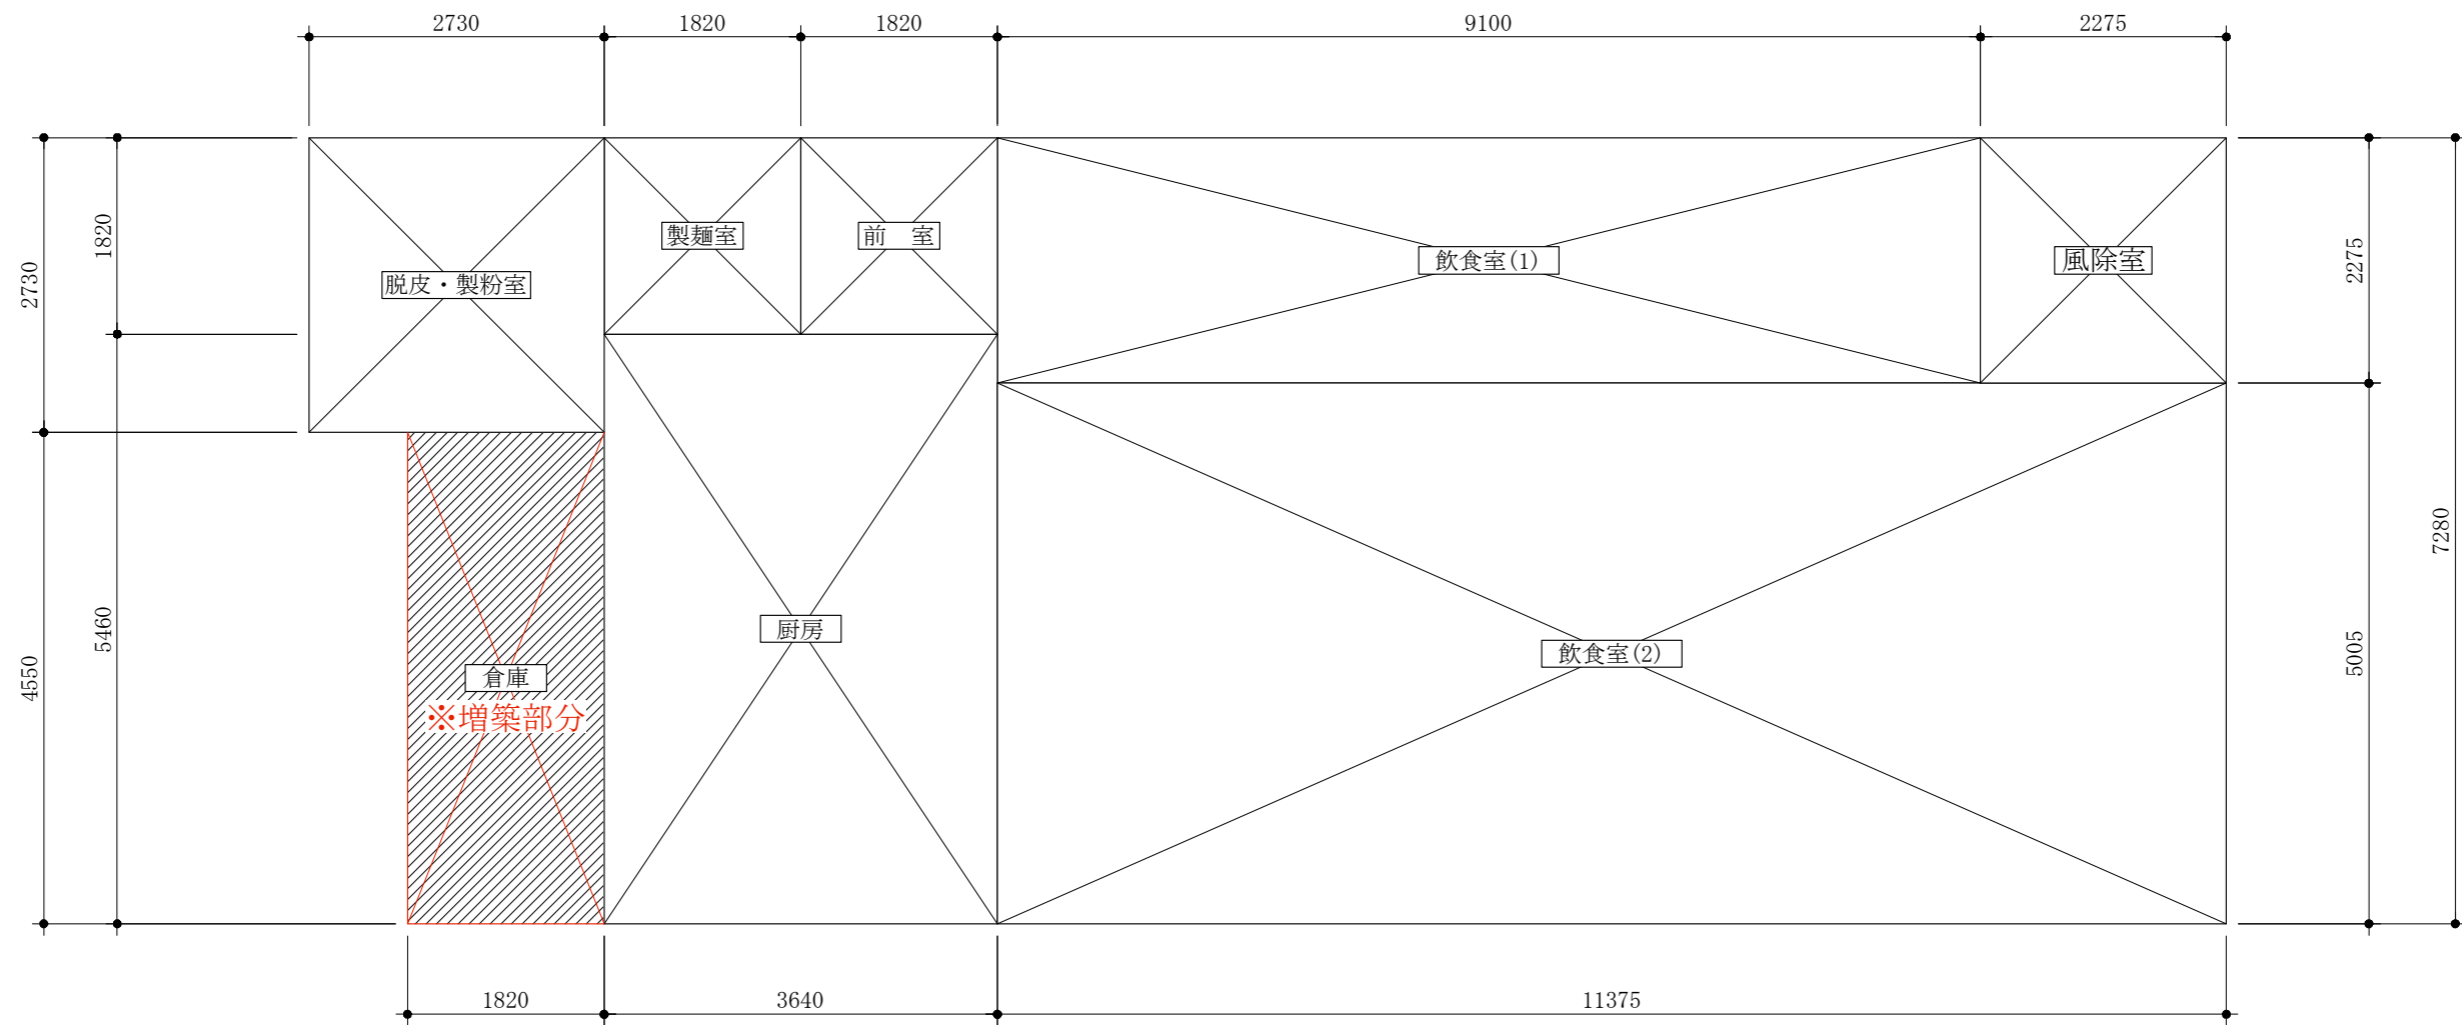 2730
1820
1820
9100
2275
2730
1820
5460
4550
製麺室
前　室
脱皮・製粉室
飲食室(1)
風除室
2275
7280
5005
厨房
飲食室(2)
倉庫
※増築部分
1820
3640
11375